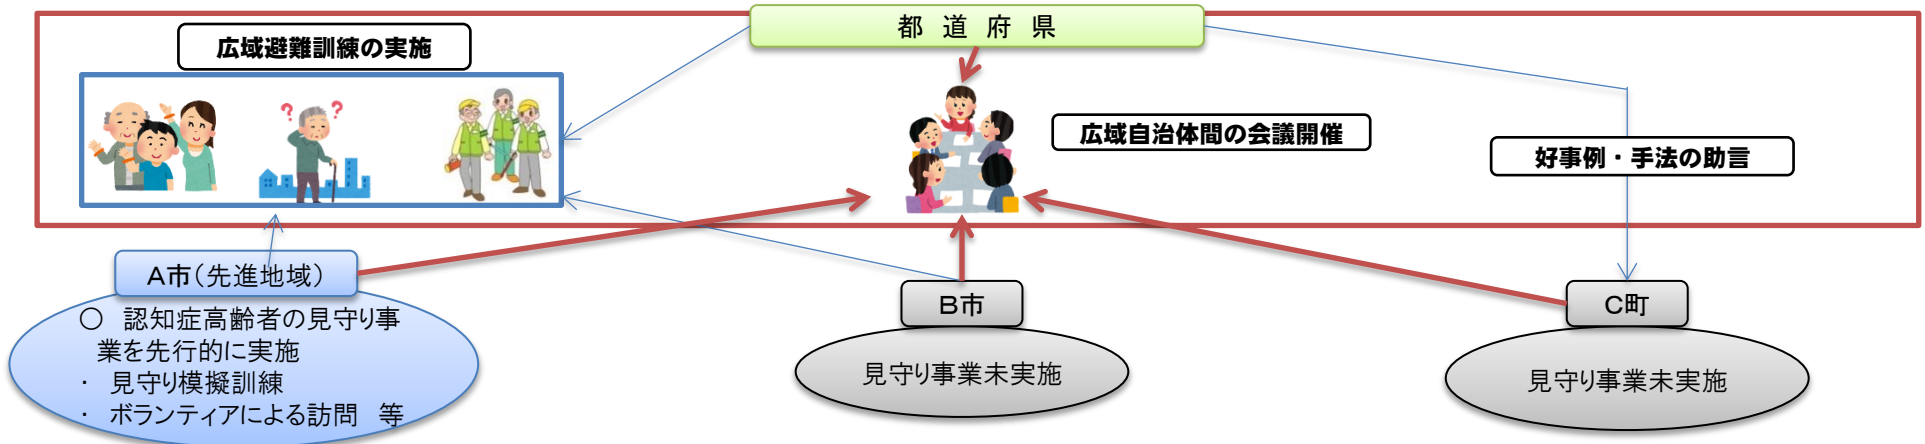 都 道 府 県
広域避難訓練の実施
? ?
広域自治体間の会議開催
好事例・手法の助言
A市(先進地域)
○ 認知症高齢者の見守り事
業を先行的に実施
・ 見守り模擬訓練
・ ボランティアによる訪問 等
B市
見守り事業未実施
C町
見守り事業未実施